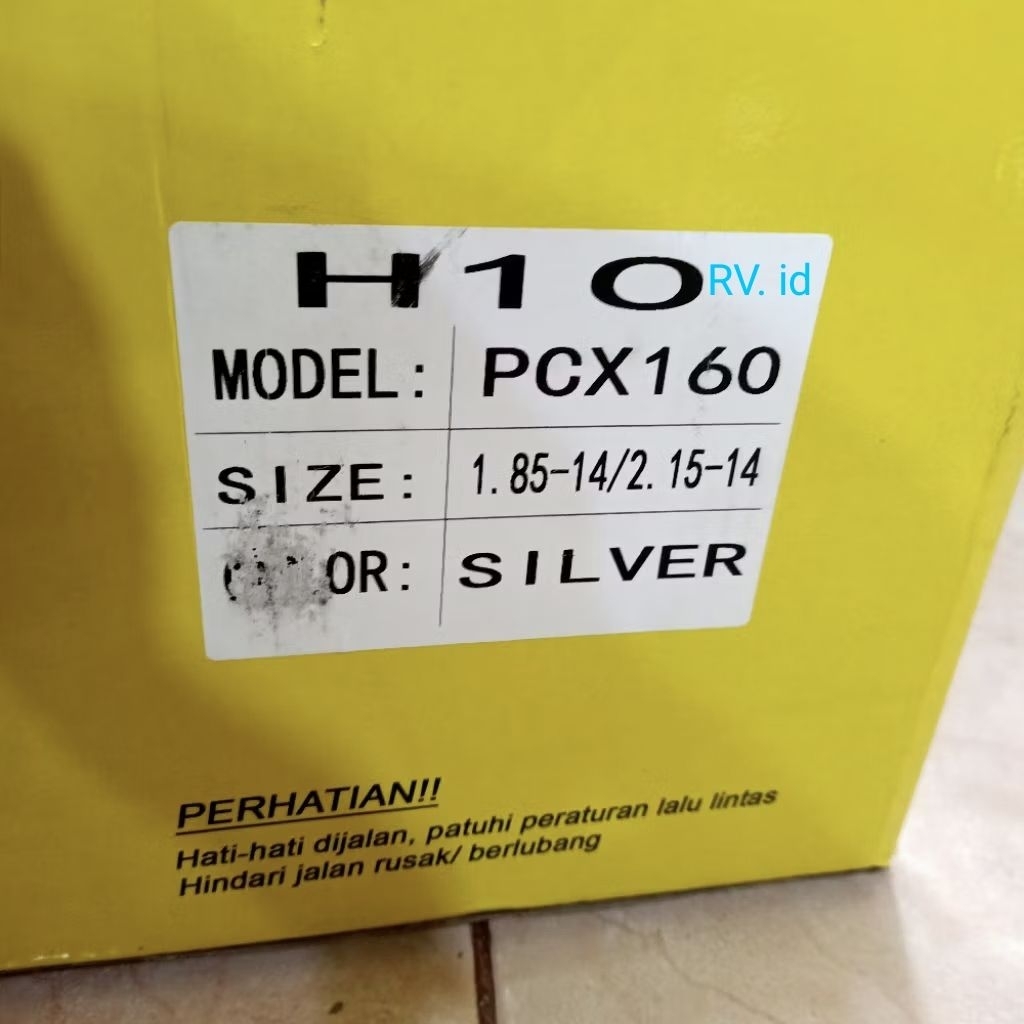 H10
RV. id
MODEL: PCX160
SIZE: 1.85-14/2.15-14
SILVER
PERHATIAN!!
Hati-hati dijalan, patuhi peraturan lalu lintas
Hindari jalan rusak/ berlubang